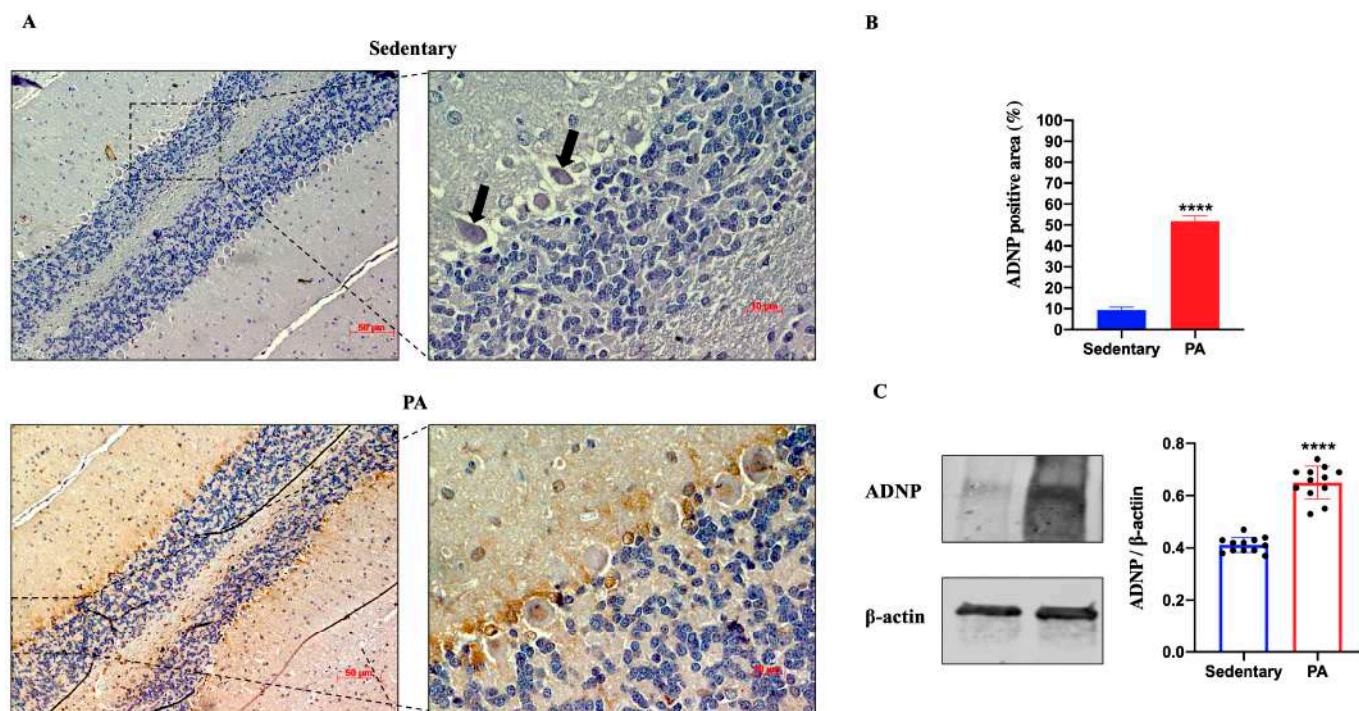 A
Sedentary
50 µm
10 µm
PA
50 µm
10 µm
B
ADNP positive area (%)
100
90
80
70
60
50
40
30
20
10
0
****
Sedentary
PA
C
ADNP
β-actin
ADNP / β-actiin
0.8
0.6
0.4
0.2
0.0
****
Sedentary
PA